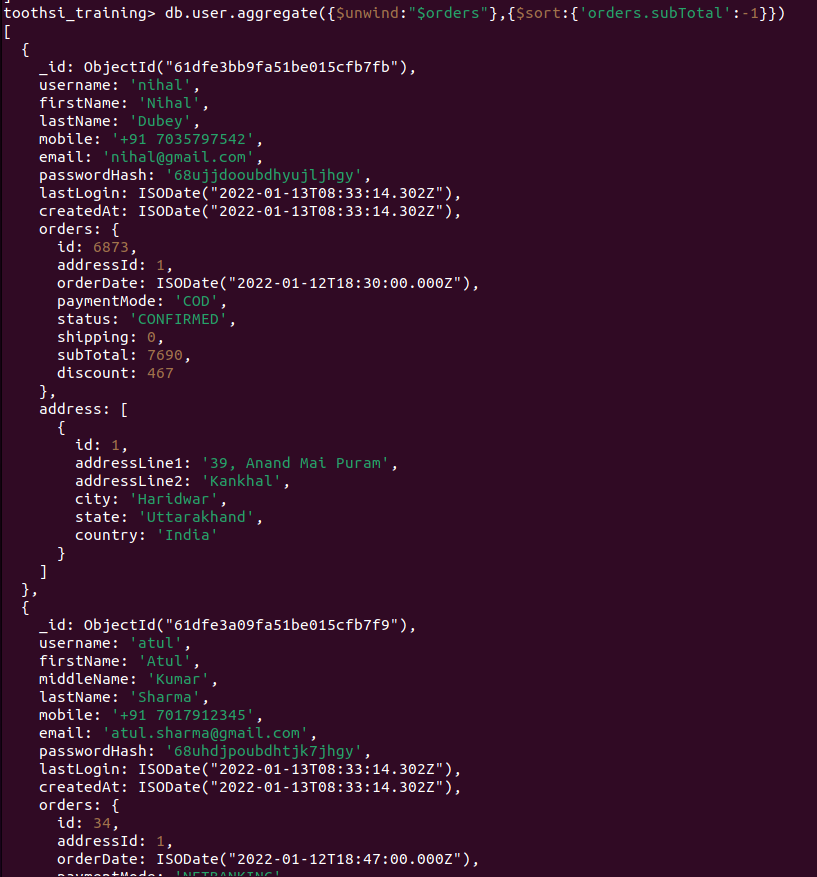 toothsi_training> db.user.aggregate({$unwind:"$orders"},{$sort:{'orders.subTotal':-1}})
[
  {
    _id: ObjectId("61dfe3bb9fa51be015cfb7fb"),
    username: 'nihal',
    firstName: 'Nihal',
    lastName: 'Dubey',
    mobile: '+91 7035797542',
    email: 'nihal@gmail.com',
    passwordHash: '68ujjdooubdhyujljhgy',
    lastLogin: ISODate("2022-01-13T08:33:14.302Z"),
    createdAt: ISODate("2022-01-13T08:33:14.302Z"),
    orders: {
      id: 6873,
      addressId: 1,
      orderDate: ISODate("2022-01-12T18:30:00.000Z"),
      paymentMode: 'COD',
      status: 'CONFIRMED',
      shipping: 0,
      subTotal: 7690,
      discount: 467
    },
    address: [
      {
        id: 1,
        addressLine1: '39, Anand Mai Puram',
        addressLine2: 'Kankhal',
        city: 'Haridwar',
        state: 'Uttarakhand',
        country: 'India'
      }
    ]
  },
  {
    _id: ObjectId("61dfe3a09fa51be015cfb7f9"),
    username: 'atul',
    firstName: 'Atul',
    middleName: 'Kumar',
    lastName: 'Sharma',
    mobile: '+91 7017912345',
    email: 'atul.sharma@gmail.com',
    passwordHash: '68uhdjpoubdhtjk7jhgy',
    lastLogin: ISODate("2022-01-13T08:33:14.302Z"),
    createdAt: ISODate("2022-01-13T08:33:14.302Z"),
    orders: {
      id: 34,
      addressId: 1,
      orderDate: ISODate("2022-01-12T18:47:00.000Z"),
      paymentMode: 'NETBANKING'